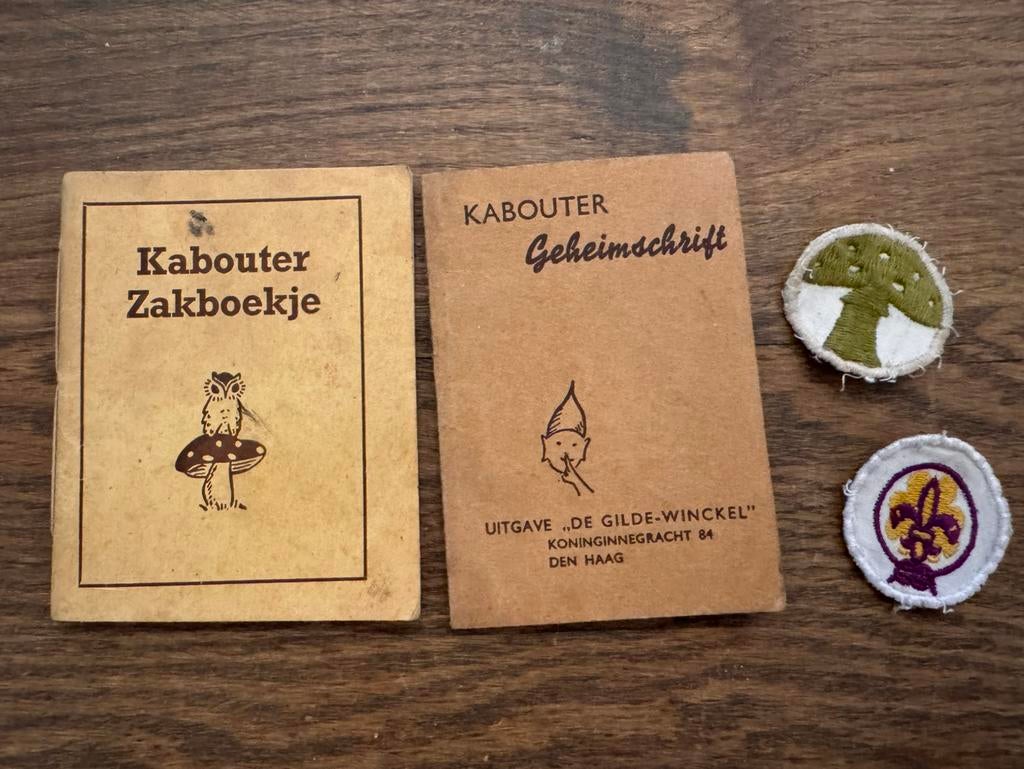 Kabouter
Zakboekje
KABOUTER
Geheimschrift
UITGAVE „DE GILDE-WINCKEL”
KONINGINNEGRACHT 84
DEN HAAG